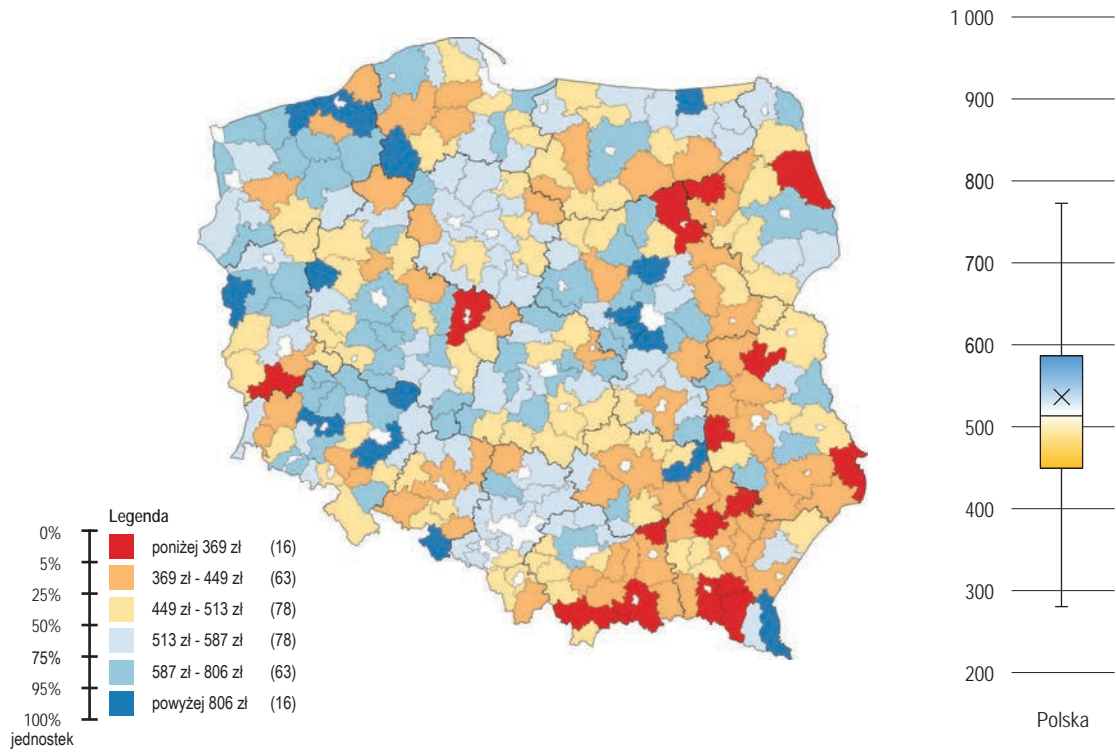 Legenda
0%
5%
25%
50%
75%
95%
100%
jednostek
poniżej 369 zł (16)
369 zł - 449 zł (63)
449 zł - 513 zł (78)
513 zł - 587 zł (78)
587 zł - 806 zł (63)
powyżej 806 zł (16)
1 000
900
800
700
600
500
400
300
200
Polska